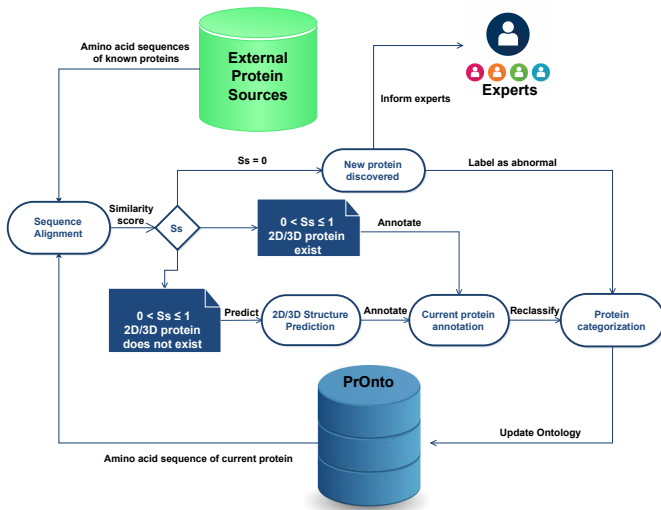 Amino acid sequences
of known proteins
External
Protein
Sources
Experts
Inform experts
Ss = 0
New protein
discovered
Label as abnormal
Sequence
Alignment
Similarity
score
Ss
0 < Ss ≤ 1
2D/3D protein
exist
Annotate
0 < Ss ≤ 1
2D/3D protein
does not exist
Predict
2D/3D Structure
Prediction
Annotate
Current protein
annotation
Reclassify
Protein
categorization
PrOnto
Update Ontology
Amino acid sequence of current protein